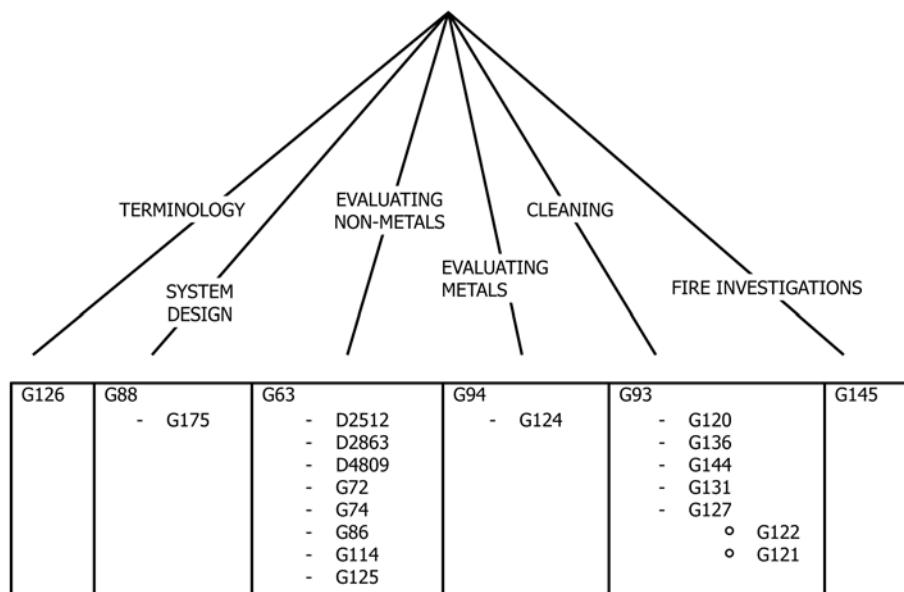 TERMINOLOGY
EVALUATING
NON-METALS
CLEANING
EVALUATING
METALS
SYSTEM
DESIGN
FIRE INVESTIGATIONS
G126
G88
- G175
G63
- D2512
- D2863
- D4809
- G72
- G74
- G86
- G114
- G125
G94
- G124
G93
- G120
- G136
- G144
- G131
- G127
o G122
o G121
G145